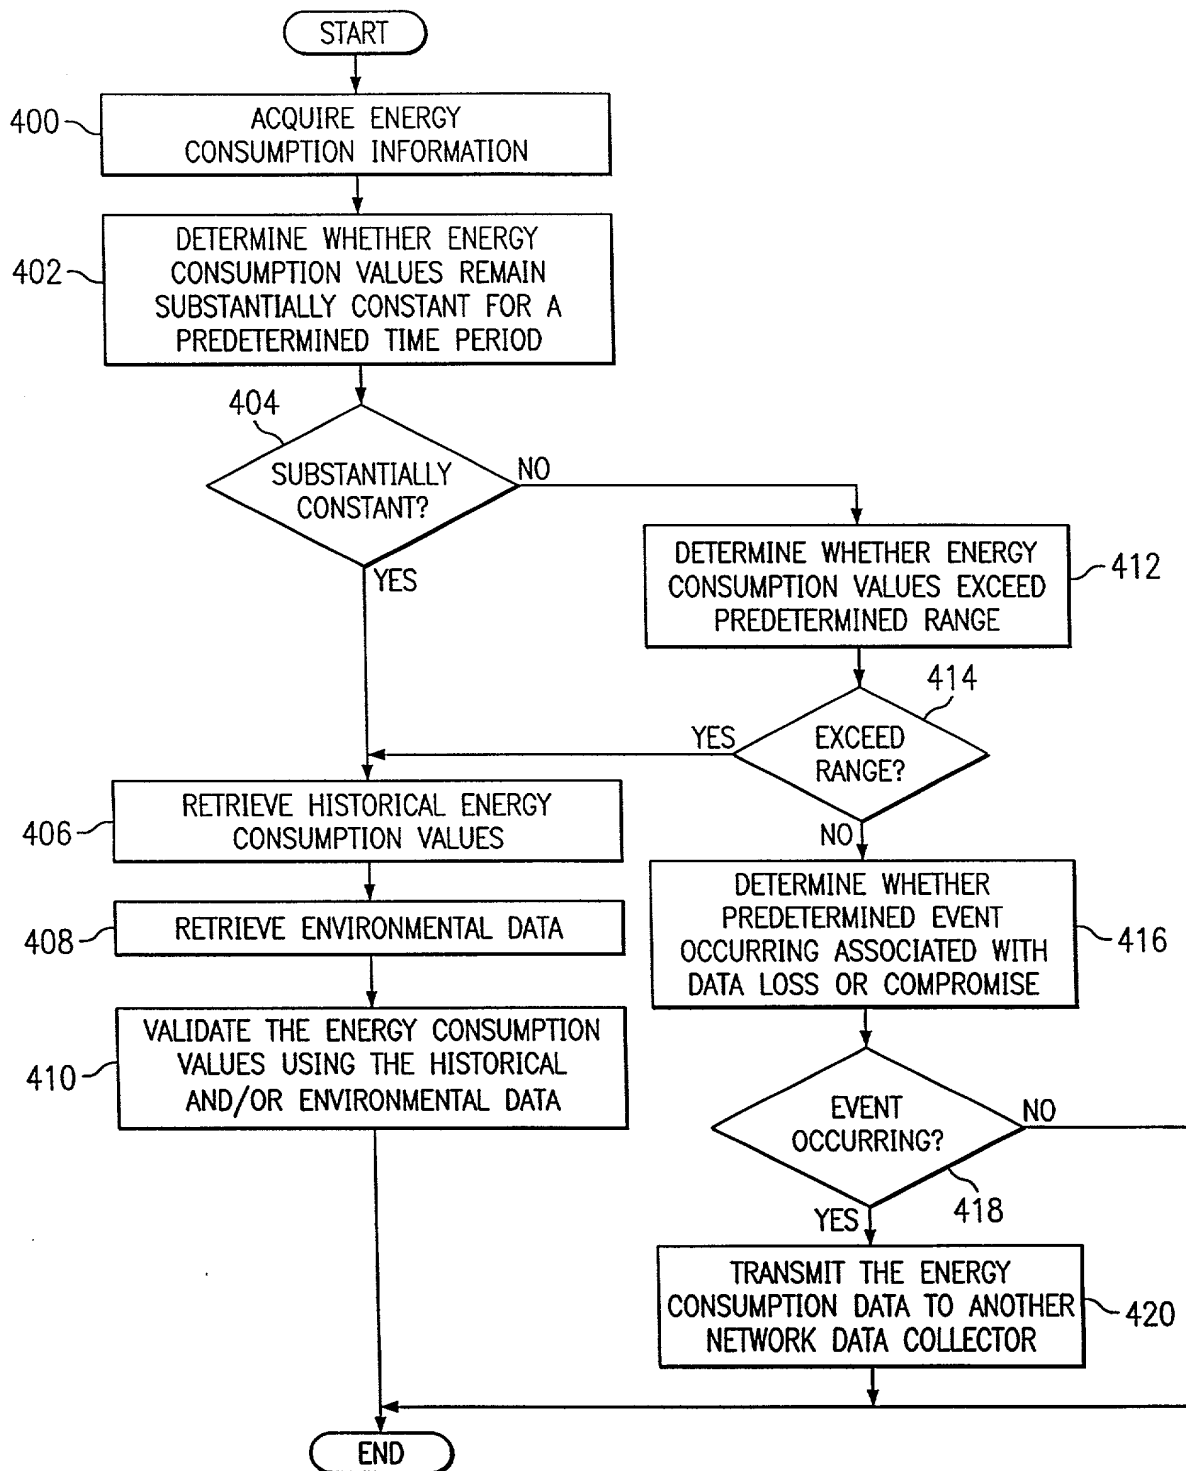 START
400
ACQUIRE ENERGY
CONSUMPTION INFORMATION
402
DETERMINE WHETHER ENERGY
CONSUMPTION VALUES REMAIN
SUBSTANTIALLY CONSTANT FOR A
PREDETERMINED TIME PERIOD
404
SUBSTANTIALLY
CONSTANT?
NO
YES
DETERMINE WHETHER ENERGY
CONSUMPTION VALUES EXCEED
PREDETERMINED RANGE
412
414
EXCEED
RANGE?
YES
NO
406
RETRIEVE HISTORICAL ENERGY
CONSUMPTION VALUES
408
RETRIEVE ENVIRONMENTAL DATA
410
VALIDATE THE ENERGY CONSUMPTION
VALUES USING THE HISTORICAL
AND/OR ENVIRONMENTAL DATA
DETERMINE WHETHER
PREDETERMINED EVENT
OCCURRING ASSOCIATED WITH
DATA LOSS OR COMPROMISE
416
EVENT
OCCURRING?
NO
418
YES
TRANSMIT THE ENERGY
CONSUMPTION DATA TO ANOTHER
NETWORK DATA COLLECTOR
420
END